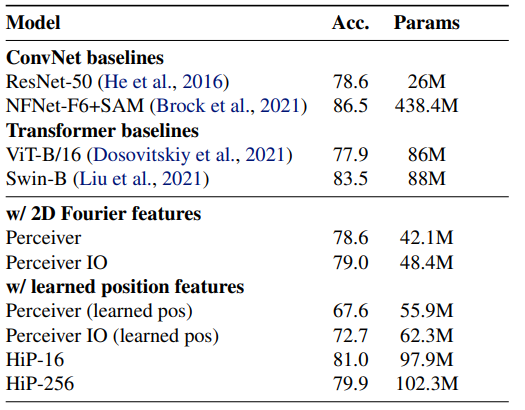 Model Acc. Params
ConvNet baselines
ResNet-50 (He et al., 2016) 78.6 26M
NFNet-F6+SAM (Brock et al., 2021) 86.5 438.4M
Transformer baselines
ViT-B/16 (Dosovitskiy et al., 2021) 77.9 86M
Swin-B (Liu et al., 2021) 83.5 88M
w/ 2D Fourier features
Perceiver 78.6 42.1M
Perceiver IO 79.0 48.4M
w/ learned position features
Perceiver (learned pos) 67.6 55.9M
Perceiver IO (learned pos) 72.7 62.3M
HiP-16 81.0 97.9M
HiP-256 79.9 102.3M